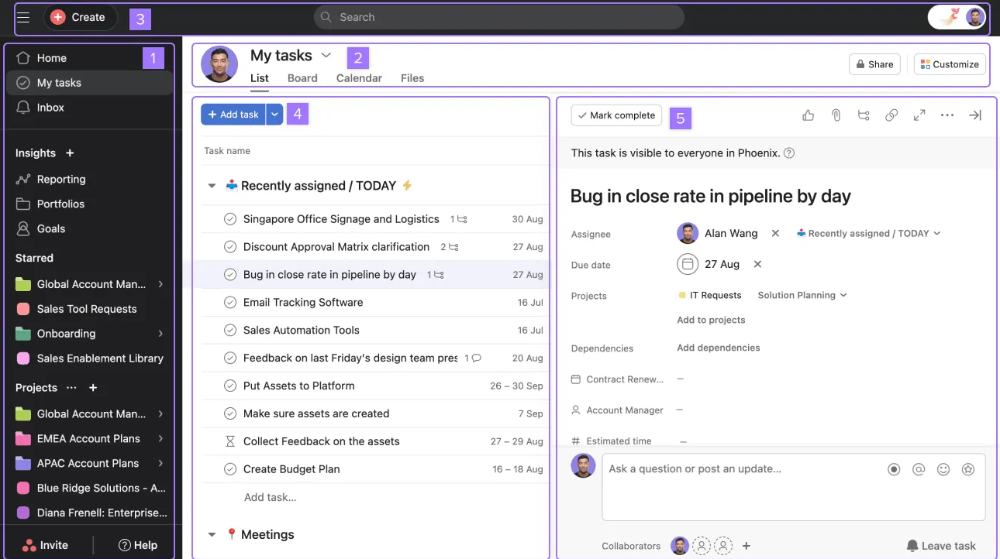 Create
3
Search
Home
1
My tasks
Inbox
Insights +
Reporting
Portfolios
Goals
Starred
Global Account Man...
Sales Tool Requests
Onboarding
Sales Enablement Library
Projects ... +
Global Account Man...
EMEA Account Plans
APAC Account Plans
Blue Ridge Solutions - A...
Diana Frenell: Enterprise...
Invite
? Help
My tasks
2
List Board Calendar Files
Share
Customize
+ Add task
4
Task name
Recently assigned / TODAY
Singapore Office Signage and Logistics 1 30 Aug
Discount Approval Matrix clarification 2 27 Aug
Bug in close rate in pipeline by day 1 27 Aug
Email Tracking Software 16 Jul
Sales Automation Tools 16 Jul
Feedback on last Friday's design team pres 1 20 Aug
Put Assets to Platform 26 – 30 Sep
Make sure assets are created 7 Sep
Collect Feedback on the assets 27 – 29 Aug
Create Budget Plan 16 – 18 Aug
Add task...
Meetings
Mark complete
5
This task is visible to everyone in Phoenix. ?
Bug in close rate in pipeline by day
Assignee Alan Wang Recently assigned / TODAY
Due date 27 Aug
Projects IT Requests Solution Planning
Add to projects
Dependencies Add dependencies
Contract Renew... —
Account Manager —
# Estimated time —
Ask a question or post an update...
Collaborators +
Leave task